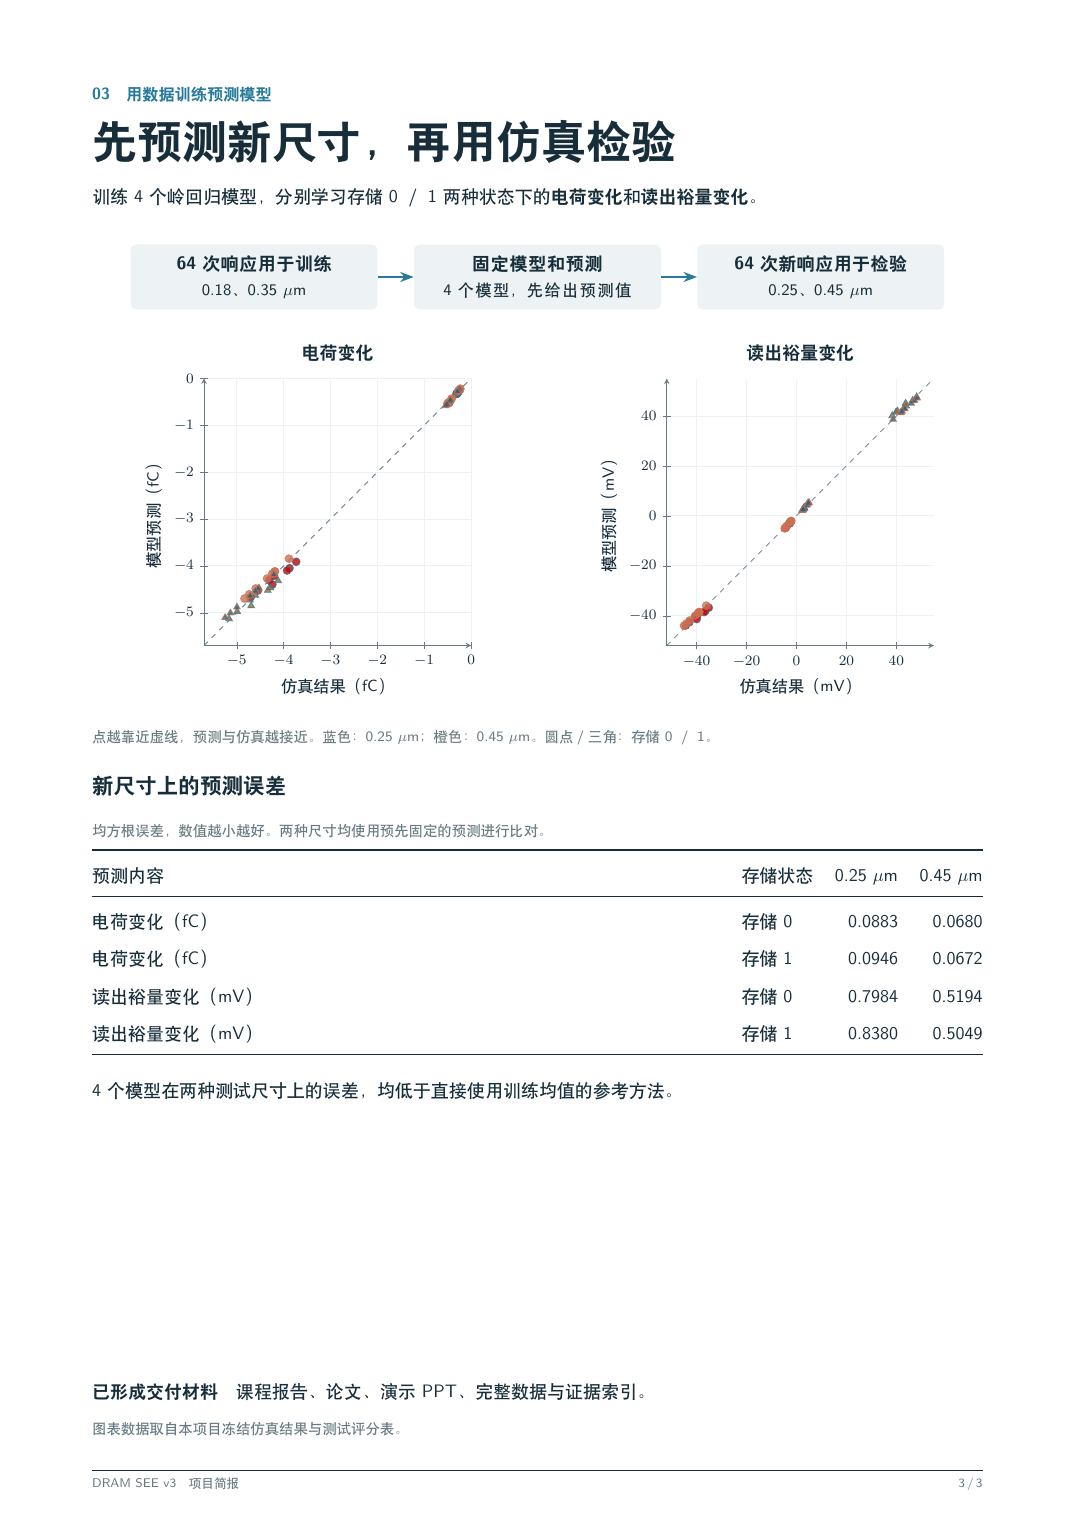 03 用数据训练预测模型
先预测新尺寸，再用仿真检验
训练 4 个岭回归模型，分别学习存储 0 / 1 两种状态下的电荷变化和读出裕量变化。
64 次响应用于训练
0.18、0.35 μm
固定模型和预测
4 个模型，先给出预测值
64 次新响应用于检验
0.25、0.45 μm
电荷变化
0
−1
−2
−3
−4
−5
模型预测（fC）
−5 −4 −3 −2 −1 0
仿真结果（fC）
读出裕量变化
40
20
0
−20
−40
模型预测（mV）
−40 −20 0 20 40
仿真结果（mV）
点越靠近虚线，预测与仿真越接近。蓝色：0.25 μm；橙色：0.45 μm。圆点 / 三角：存储 0 / 1。
新尺寸上的预测误差
均方根误差，数值越小越好。两种尺寸均使用预先固定的预测进行比对。
预测内容 存储状态 0.25 μm 0.45 μm
电荷变化（fC） 存储 0 0.0883 0.0680
电荷变化（fC） 存储 1 0.0946 0.0672
读出裕量变化（mV） 存储 0 0.7984 0.5194
读出裕量变化（mV） 存储 1 0.8380 0.5049
4 个模型在两种测试尺寸上的误差，均低于直接使用训练均值的参考方法。
已形成交付材料 课程报告、论文、演示 PPT、完整数据与证据索引。
图表数据取自本项目冻结仿真结果与测试评分表。
DRAM SEE v3 项目简报
3 / 3